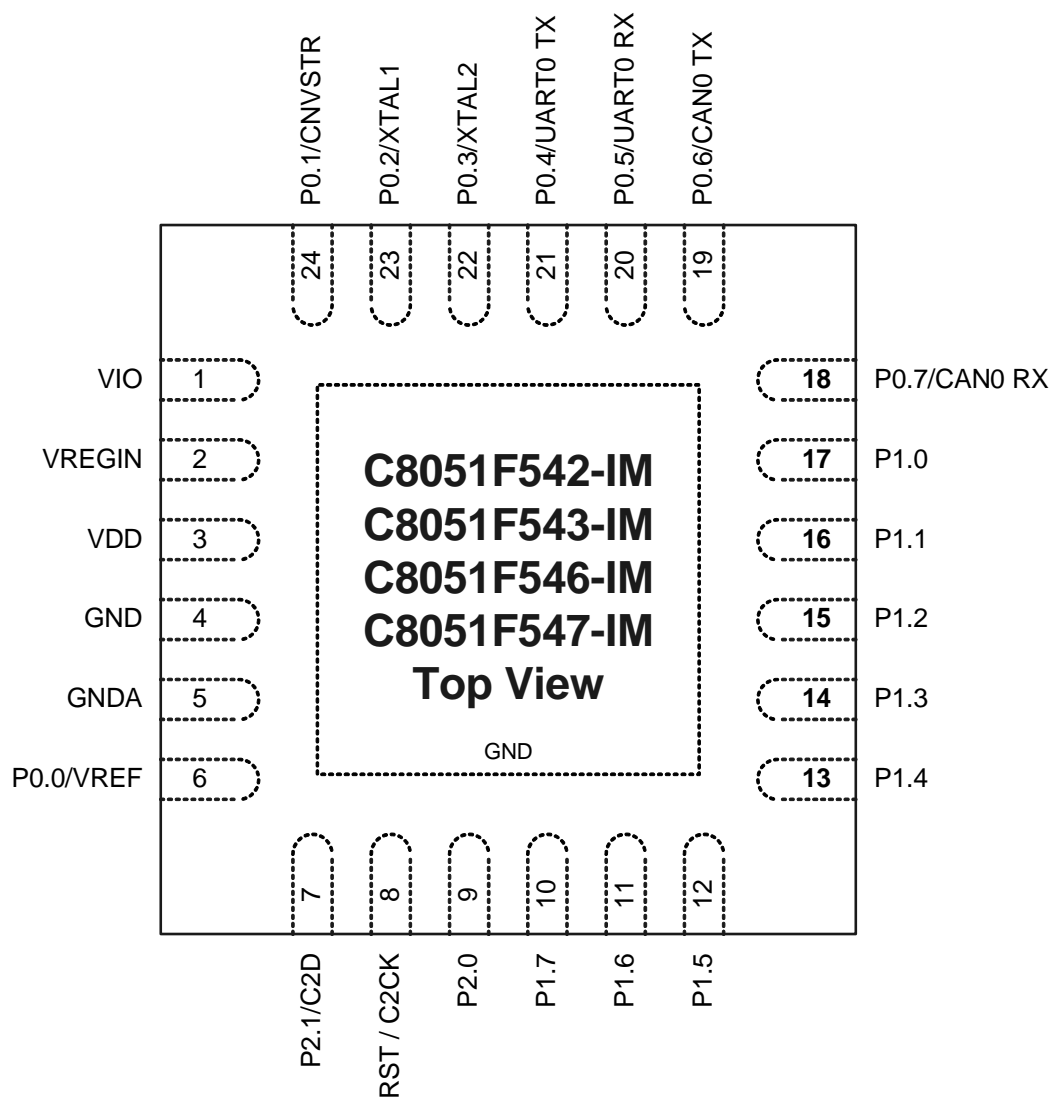 P0.1/CNVSTR
P0.2/XTAL1
P0.3/XTAL2
P0.4/UART0 TX
P0.5/UART0 RX
P0.6/CAN0 TX
24
23
22
21
20
19
VIO 1
18 P0.7/CAN0 RX
VREGIN 2
17 P1.0
VDD 3
16 P1.1
GND 4
15 P1.2
GNDA 5
14 P1.3
P0.0/VREF 6
13 P1.4
C8051F542-IM
C8051F543-IM
C8051F546-IM
C8051F547-IM
Top View
GND
7
8
9
10
11
12
P2.1/C2D
RST / C2CK
P2.0
P1.7
P1.6
P1.5